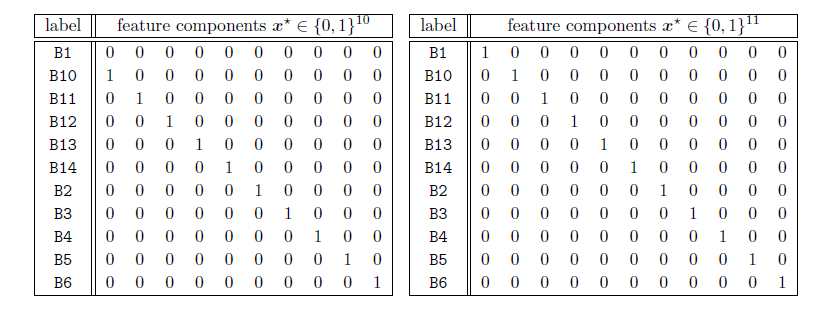 label feature components x⋆ ∈ {0, 1}^10 label feature components x⋆ ∈ {0, 1}^11
B1 0 0 0 0 0 0 0 0 0 0 B1 1 0 0 0 0 0 0 0 0 0 0
B10 1 0 0 0 0 0 0 0 0 0 B10 0 1 0 0 0 0 0 0 0 0 0
B11 0 1 0 0 0 0 0 0 0 0 B11 0 0 1 0 0 0 0 0 0 0 0
B12 0 0 1 0 0 0 0 0 0 0 B12 0 0 0 1 0 0 0 0 0 0 0
B13 0 0 0 1 0 0 0 0 0 0 B13 0 0 0 0 1 0 0 0 0 0 0
B14 0 0 0 0 1 0 0 0 0 0 B14 0 0 0 0 0 1 0 0 0 0 0
B2 0 0 0 0 0 1 0 0 0 0 B2 0 0 0 0 0 0 1 0 0 0 0
B3 0 0 0 0 0 0 1 0 0 0 B3 0 0 0 0 0 0 0 1 0 0 0
B4 0 0 0 0 0 0 0 1 0 0 B4 0 0 0 0 0 0 0 0 1 0 0
B5 0 0 0 0 0 0 0 0 1 0 B5 0 0 0 0 0 0 0 0 0 1 0
B6 0 0 0 0 0 0 0 0 0 1 B6 0 0 0 0 0 0 0 0 0 0 1